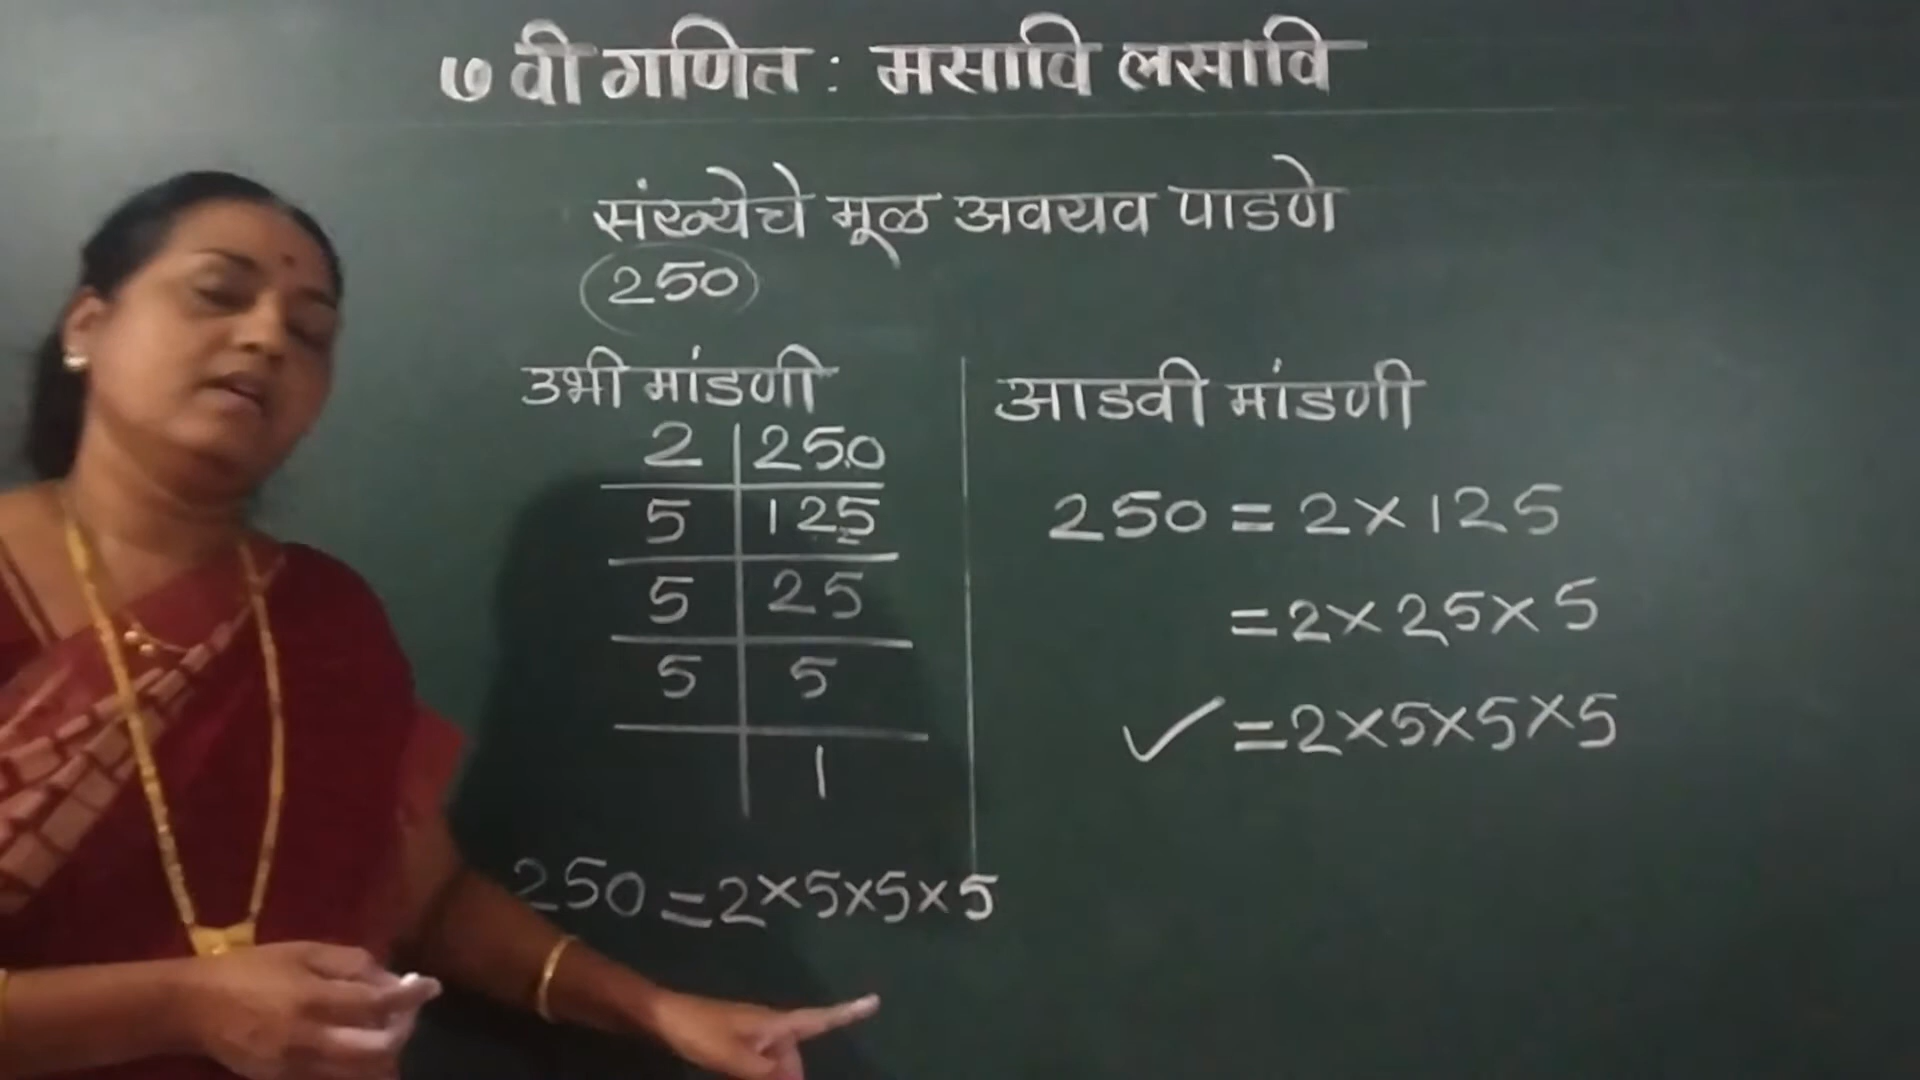 ७ वी गणित : मसावि लसावि
संख्येचे मूळ अवयव पाडणे
250
उभी मांडणी
2 | 250
5 | 125
5 | 25
5 | 5
| 1
250 = 2 × 5 × 5 × 5
आडवी मांडणी
250 = 2 × 125
= 2 × 25 × 5
✓ = 2 × 5 × 5 × 5